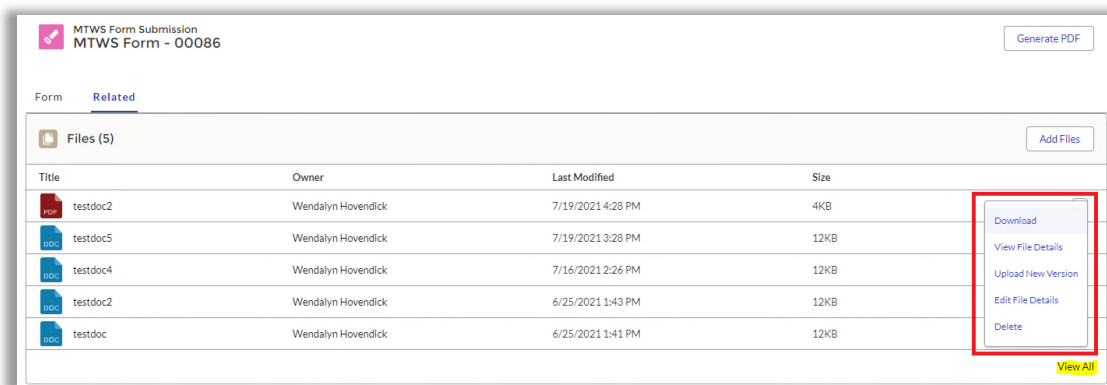 MTWS Form Submission
MTWS Form - 00086
Generate PDF
Form Related
Files (5)
Add Files
Title Owner Last Modified Size
PDF testdoc2 Wendalyn Hovendick 7/19/2021 4:28 PM 4KB
Download
DOC testdoc5 Wendalyn Hovendick 7/19/2021 3:28 PM 12KB
View File Details
DOC testdoc4 Wendalyn Hovendick 7/16/2021 2:26 PM 12KB
Upload New Version
DOC testdoc2 Wendalyn Hovendick 6/25/2021 1:43 PM 12KB
Edit File Details
DOC testdoc Wendalyn Hovendick 6/25/2021 1:41 PM 12KB
Delete
View All